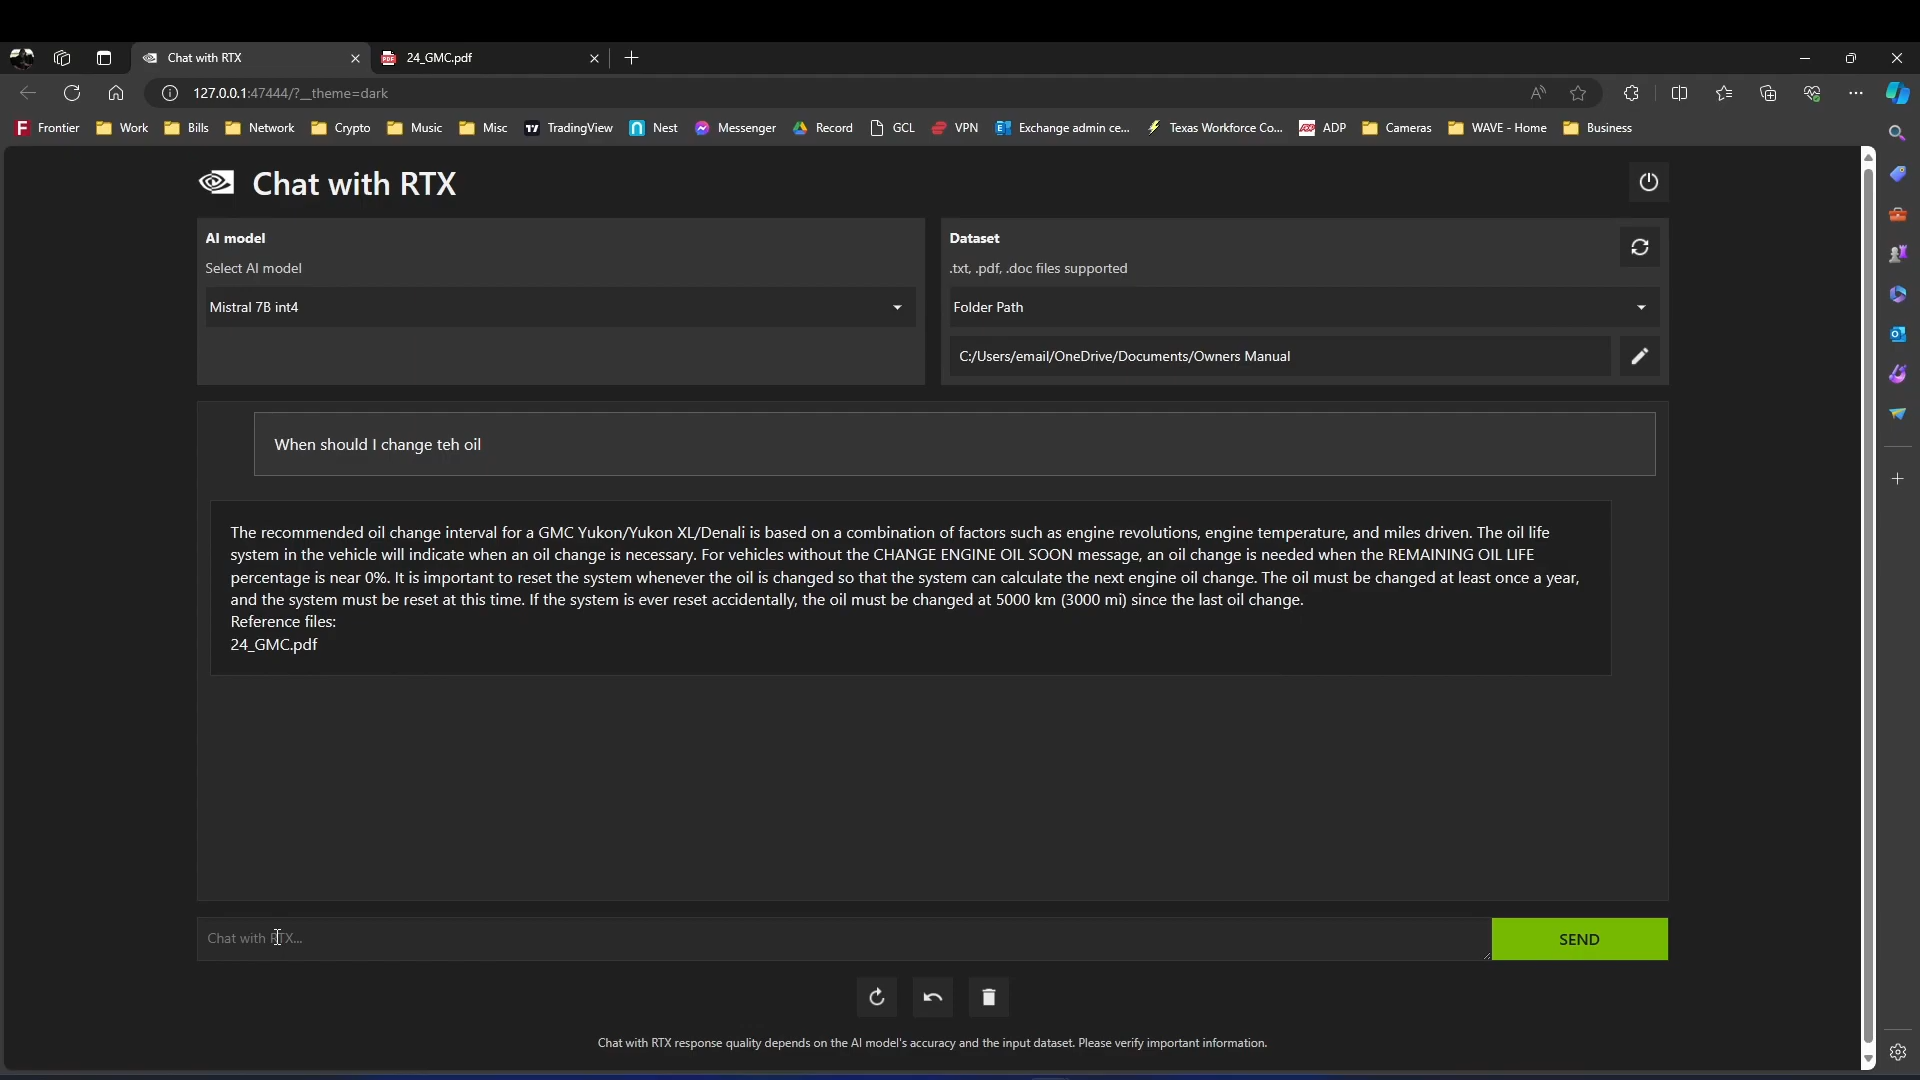 Chat with RTX
24_GMC.pdf
127.0.0.1:47444/?__theme=dark
Frontier Work Bills Network Crypto Music Misc TradingView Nest Messenger Record GCL VPN Exchange admin ce... Texas Workforce Co... ADP Cameras WAVE - Home Business
Chat with RTX
AI model
Select AI model
Mistral 7B int4
Dataset
.txt, .pdf, .doc files supported
Folder Path
C:/Users/email/OneDrive/Documents/Owners Manual
When should I change teh oil
The recommended oil change interval for a GMC Yukon/Yukon XL/Denali is based on a combination of factors such as engine revolutions, engine temperature, and miles driven. The oil life
system in the vehicle will indicate when an oil change is necessary. For vehicles without the CHANGE ENGINE OIL SOON message, an oil change is needed when the REMAINING OIL LIFE
percentage is near 0%. It is important to reset the system whenever the oil is changed so that the system can calculate the next engine oil change. The oil must be changed at least once a year,
and the system must be reset at this time. If the system is ever reset accidentally, the oil must be changed at 5000 km (3000 mi) since the last oil change.
Reference files:
24_GMC.pdf
Chat with RTX...
SEND
Chat with RTX response quality depends on the AI model's accuracy and the input dataset. Please verify important information.